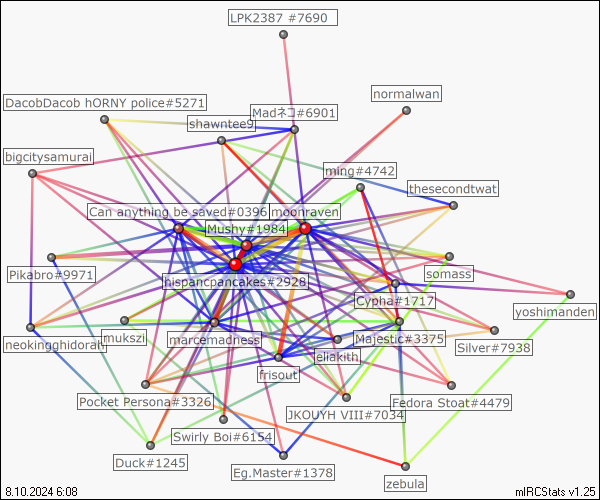 LPK2387 #7690
normalwan
DacobDacob hORNY police#5271
Madネコ#6901
shawntee9
bigcitysamurai
ming#4742
thesecondtwat
Can anything be saved#0396
moonraven
Mushy#1984
Pikabro#9971
hispancpancakes#2928
somass
Cypha#1717
yoshimanden
neokingghidorah
mukszi
marcemadness
Majestic#3375
Silver#7938
eliakith
frisout
Pocket Persona#3326
JKOUYH VIII#7034
Fedora Stoat#4479
Swirly Boi#6154
Duck#1245
Eg.Master#1378
zebula
8.10.2024 6:08
mIRCStats v1.25